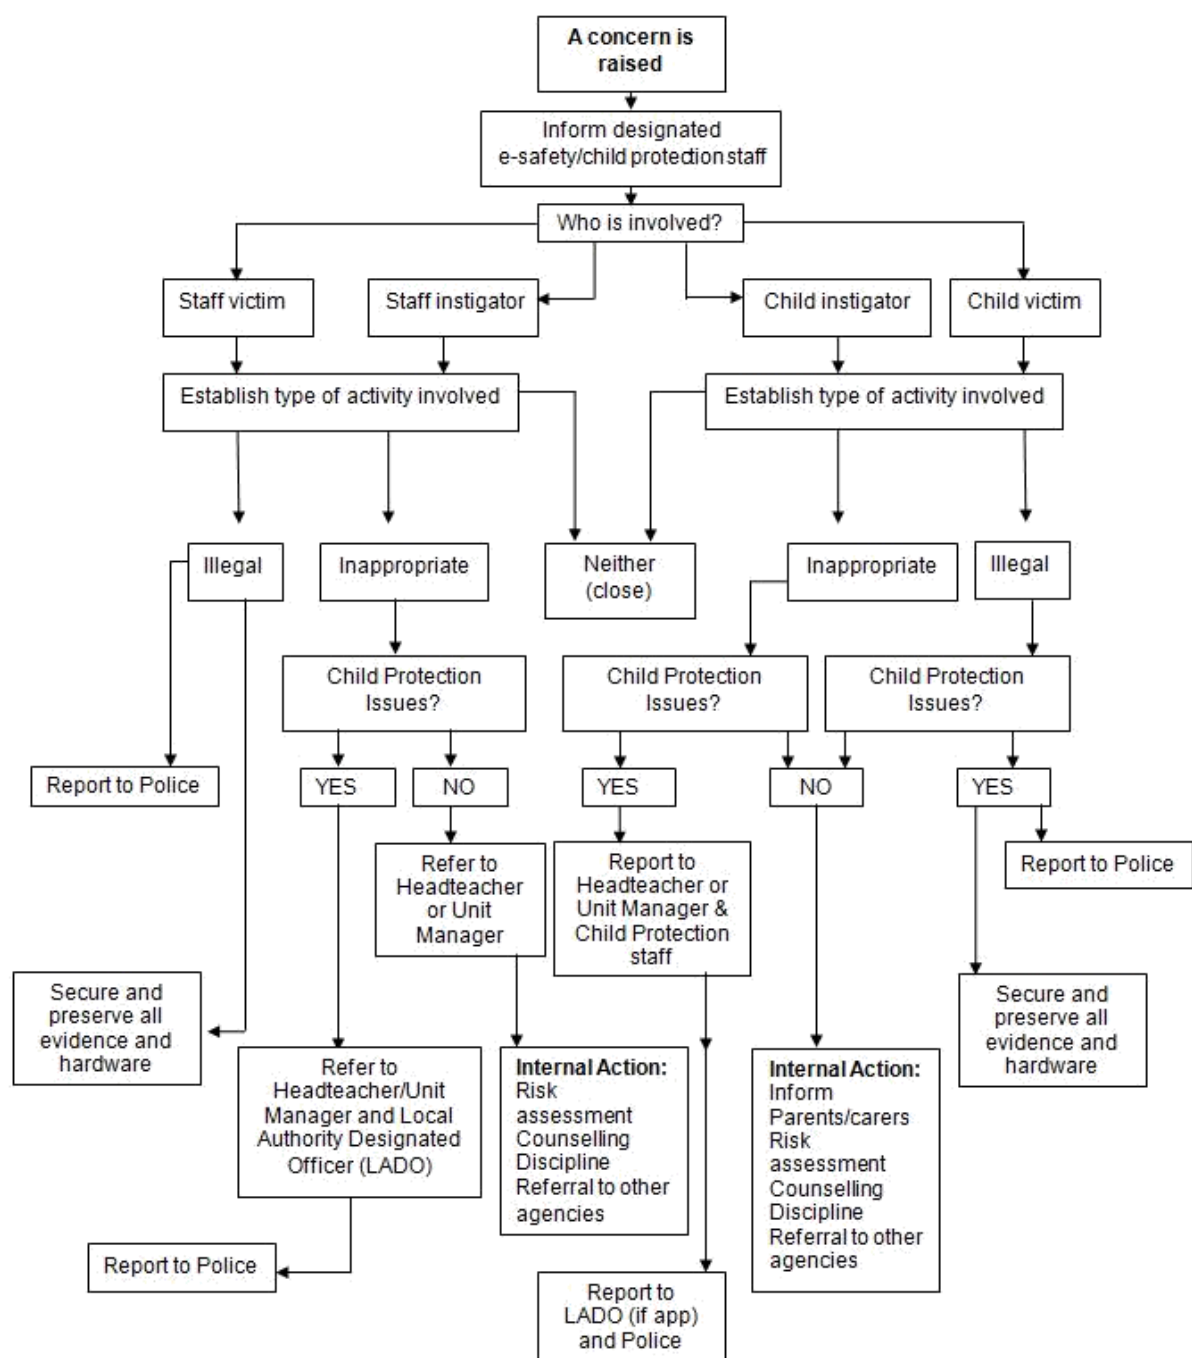 A concern is
raised
Inform designated
e-safety/child protection staff
Who is involved?
Staff victim
Staff instigator
Child instigator
Child victim
Establish type of activity involved
Establish type of activity involved
Illegal
Inappropriate
Neither
(close)
Inappropriate
Illegal
Child Protection
Issues?
Child Protection
Issues?
Child Protection
Issues?
Report to Police
YES
NO
YES
NO
YES
Refer to
Headteacher
or Unit
Manager
Report to
Headteacher or
Unit Manager &
Child Protection
staff
Report to Police
Secure and
preserve all
evidence and
hardware
Secure and
preserve all
evidence and
hardware
Refer to
Headteacher/Unit
Manager and Local
Authority Designated
Officer (LADO)
Internal Action:
Risk
assessment
Counselling
Discipline
Referral to other
agencies
Internal Action:
Inform
Parents/carers
Risk
assessment
Counselling
Discipline
Referral to other
agencies
Report to Police
Report to
LADO (if app)
and Police